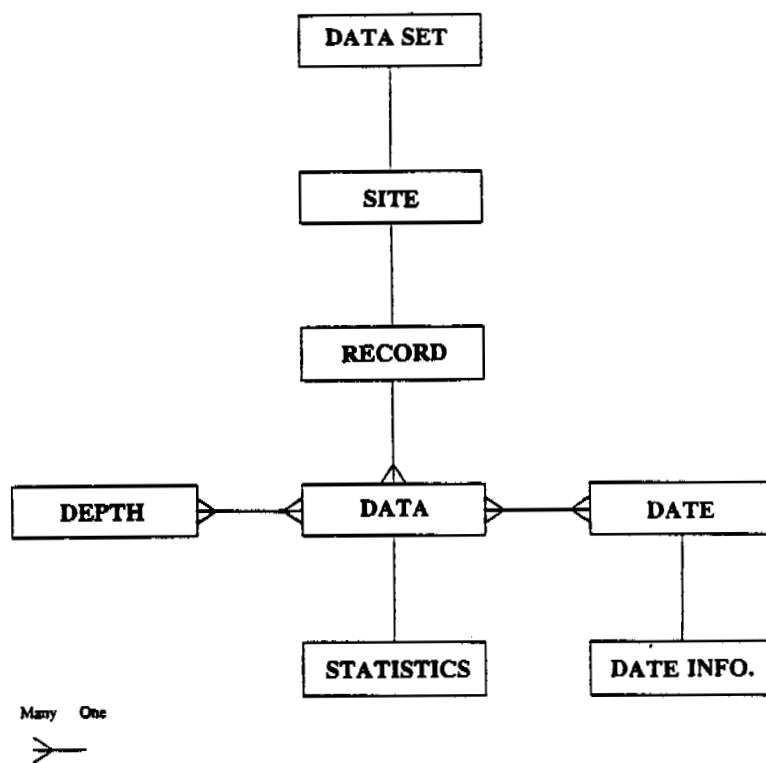 DATA SET
SITE
RECORD
DEPTH
DATA
DATE
STATISTICS
DATE INFO.
Many One